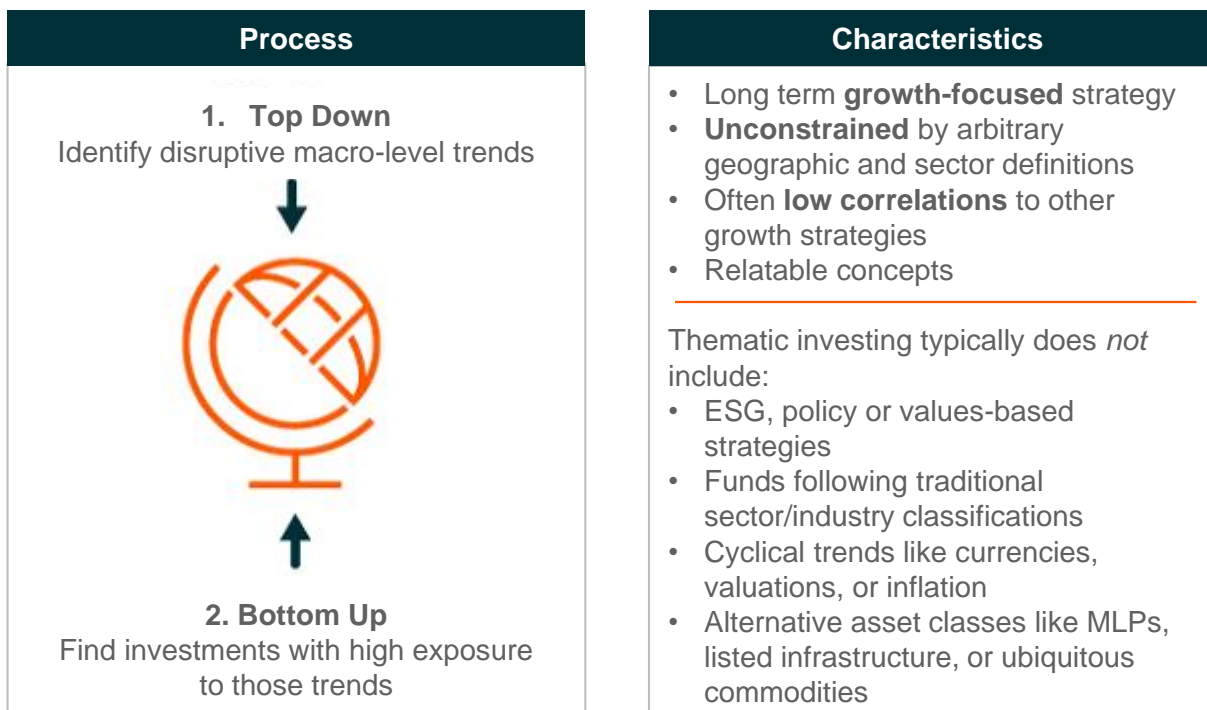 Process
1. Top Down
Identify disruptive macro-level trends
2. Bottom Up
Find investments with high exposure
to those trends
Characteristics
• Long term growth-focused strategy
• Unconstrained by arbitrary
geographic and sector definitions
• Often low correlations to other
growth strategies
• Relatable concepts
Thematic investing typically does not
include:
• ESG, policy or values-based
strategies
• Funds following traditional
sector/industry classifications
• Cyclical trends like currencies,
valuations, or inflation
• Alternative asset classes like MLPs,
listed infrastructure, or ubiquitous
commodities